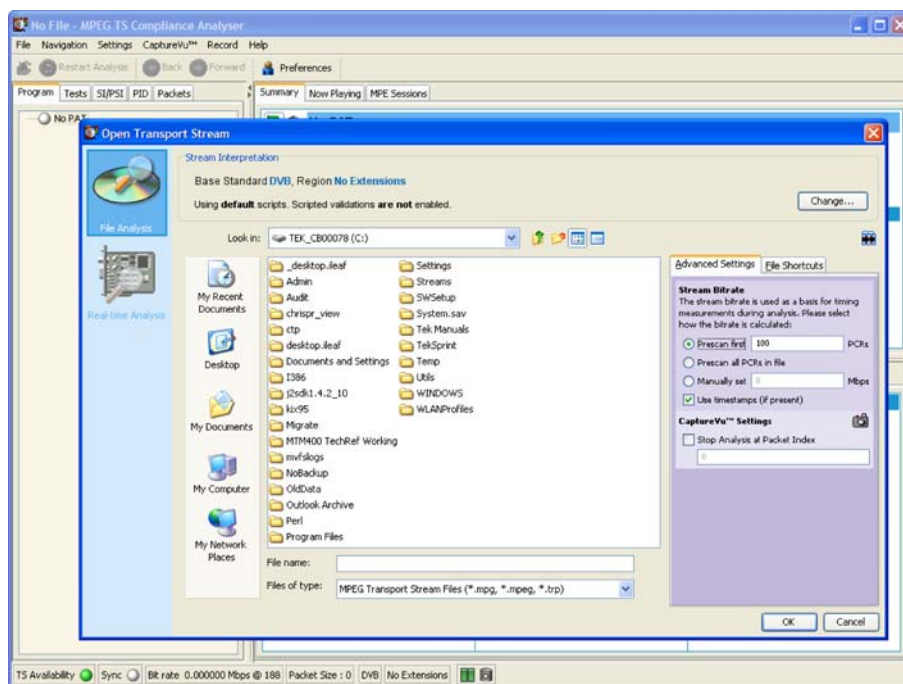 No File - MPEG TS Compliance Analyser
File Navigation Settings CaptureVu™ Record Help
Restart Analysis Back Forward Preferences
Program Tests SI/PSI PID Packets
Summary Now Playing MPE Sessions
No PAT
Open Transport Stream
File Analysis
Real-time Analysis
Stream Interpretation
Base Standard DVB, Region No Extensions
Using default scripts. Scripted validations are not enabled.
Change...
Look in: TEK_CB00078 (C:)
My Recent Documents
Desktop
My Documents
My Computer
My Network Places
_desktop.ileaf
Admin
Audit
chrispr_view
ctp
desktop.ileaf
Documents and Settings
I386
j2sdk1.4.2_10
kix95
Migrate
MTM400 TechRef Working
mvfslogs
NoBackup
OldData
Outlook Archive
Perl
Program Files
Settings
Streams
SWSetup
System.sav
Tek Manuals
TekSprint
Temp
Utils
WINDOWS
WLANProfiles
File name:
Files of type: MPEG Transport Stream Files (*.mpg, *.mpeg, *.trp)
Advanced Settings File Shortcuts
Stream Bitrate
The stream bitrate is used as a basis for timing
measurements during analysis. Please select
how the bitrate is calculated:
Prescan first 100 PCRs
Prescan all PCRs in file
Manually set 0 Mbps
Use timestamps (if present)
CaptureVu™ Settings
Stop Analysis at Packet Index
0
OK Cancel
TS Availability Sync Bit rate 0.000000 Mbps @ 188 Packet Size : 0 DVB No Extensions